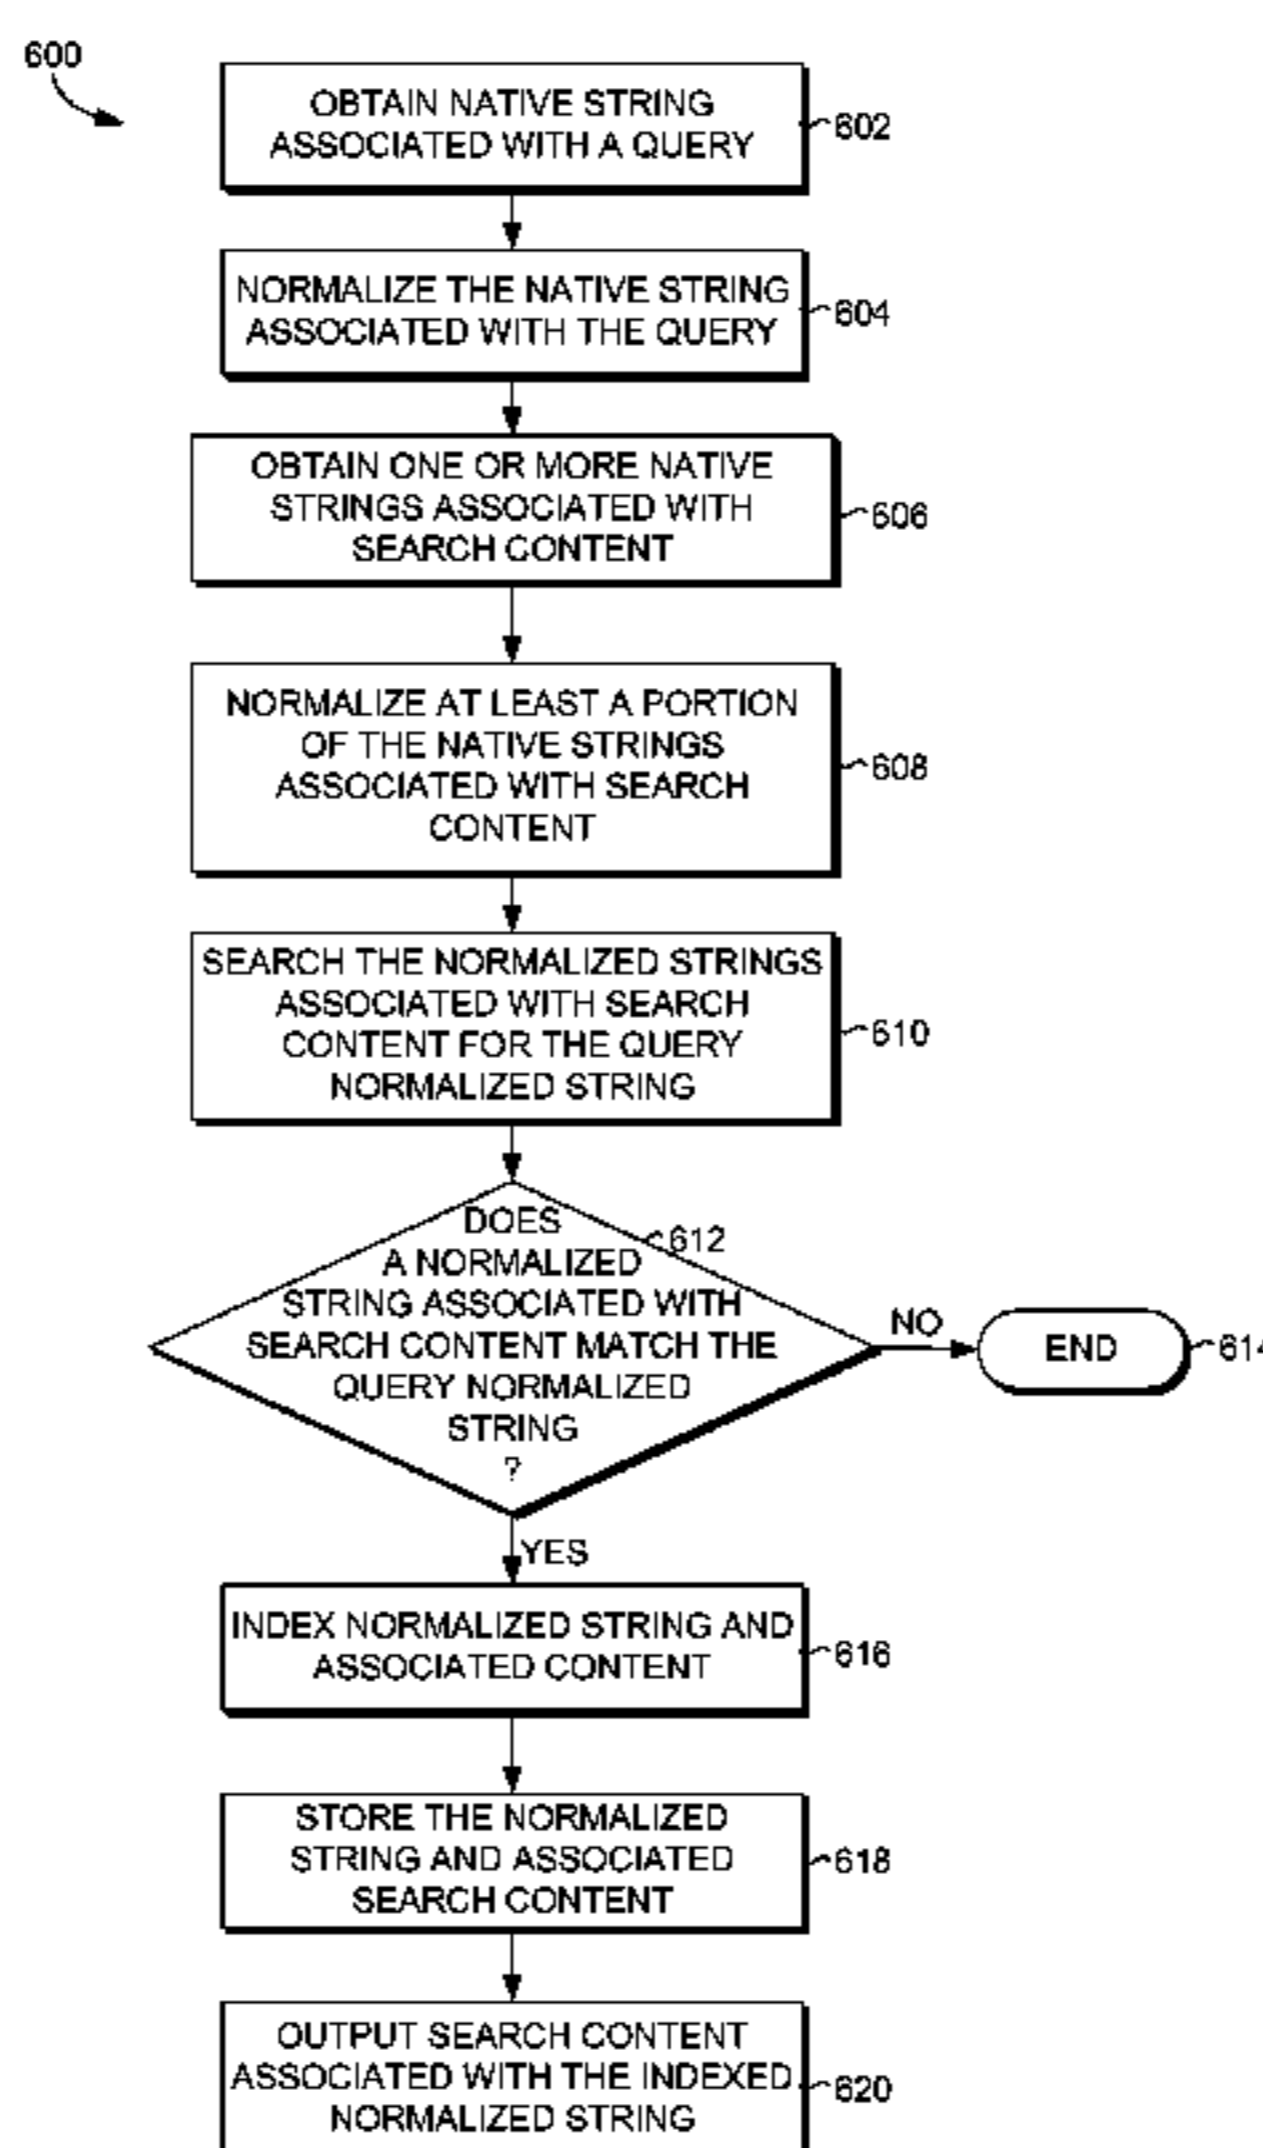 600
OBTAIN NATIVE STRING
ASSOCIATED WITH A QUERY
602
NORMALIZE THE NATIVE STRING
ASSOCIATED WITH THE QUERY
604
OBTAIN ONE OR MORE NATIVE
STRINGS ASSOCIATED WITH
SEARCH CONTENT
606
NORMALIZE AT LEAST A PORTION
OF THE NATIVE STRINGS
ASSOCIATED WITH SEARCH
CONTENT
608
SEARCH THE NORMALIZED STRINGS
ASSOCIATED WITH SEARCH
CONTENT FOR THE QUERY
NORMALIZED STRING
610
DOES
A NORMALIZED
STRING ASSOCIATED WITH
SEARCH CONTENT MATCH THE
QUERY NORMALIZED
STRING
?
612
NO
END
614
YES
INDEX NORMALIZED STRING AND
ASSOCIATED CONTENT
616
STORE THE NORMALIZED
STRING AND ASSOCIATED
SEARCH CONTENT
618
OUTPUT SEARCH CONTENT
ASSOCIATED WITH THE INDEXED
NORMALIZED STRING
620